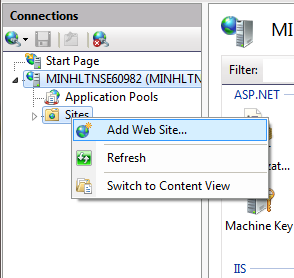 Connections
MI
Start Page
Filter:
MINHLTNSE60982 (MINHLTN
ASP.NET
Application Pools
Sites
Add Web Site...
Refresh
zat...
Switch to Content View
Machine Key
IIS